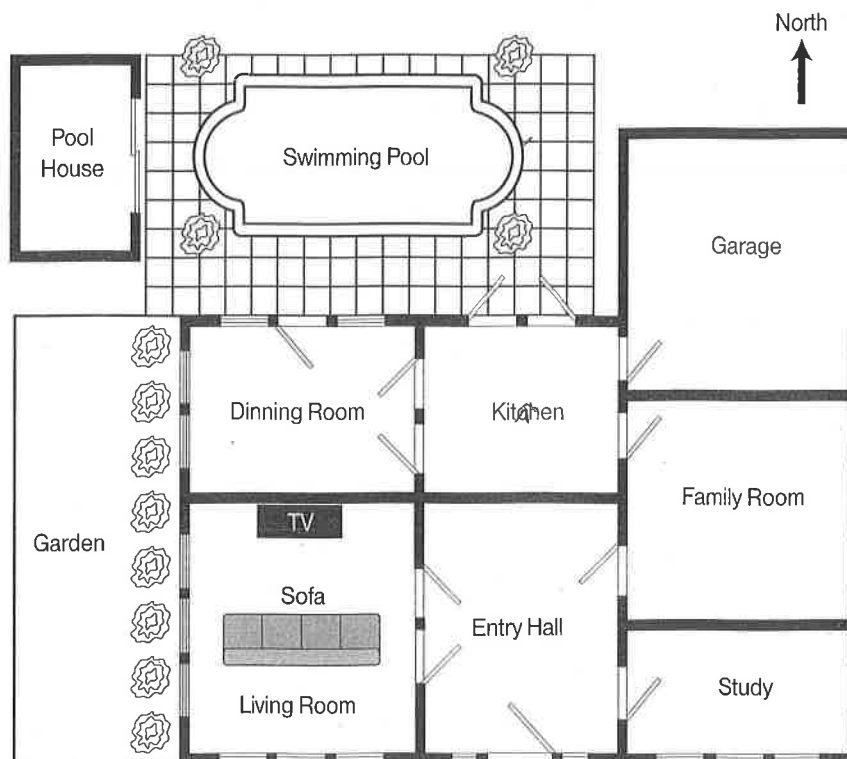 North
Pool
House
Swimming Pool
Garage
Dinning Room
Kitchen
Family Room
TV
Garden
Sofa
Entry Hall
Living Room
Study